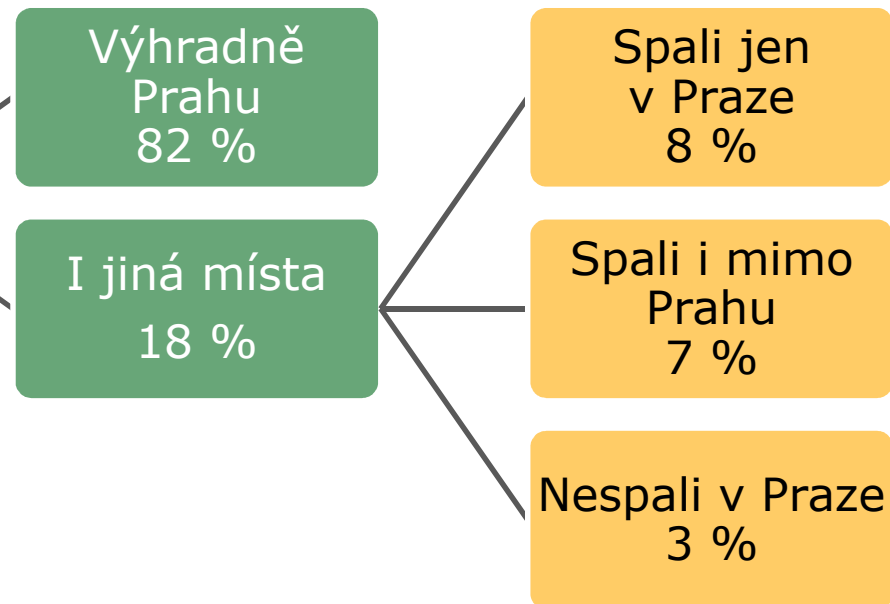 Výhradně
Prahu
82 %
I jiná místa
18 %
Spali jen
v Praze
8 %
Spali i mimo
Prahu
7 %
Nespali v Praze
3 %